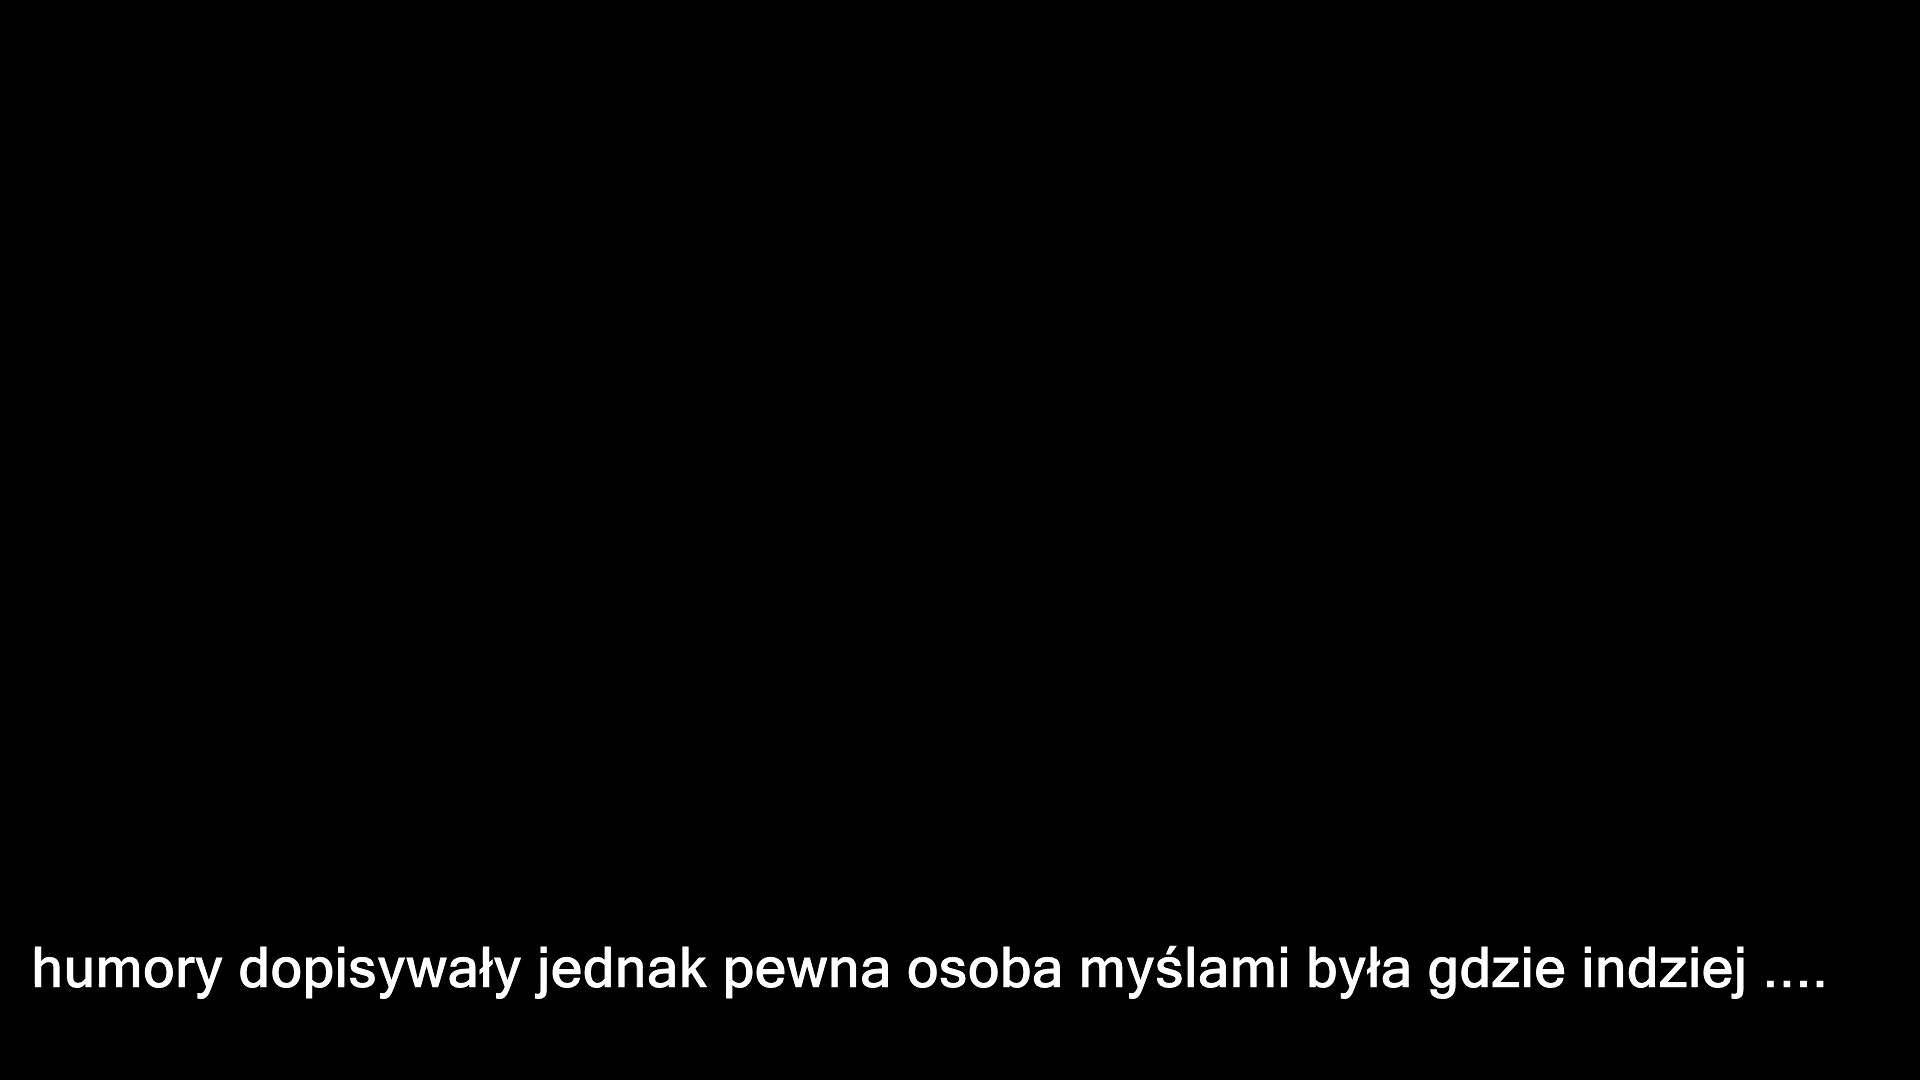 humory dopisywały jednak pewna osoba myślami była gdzie indziej ....